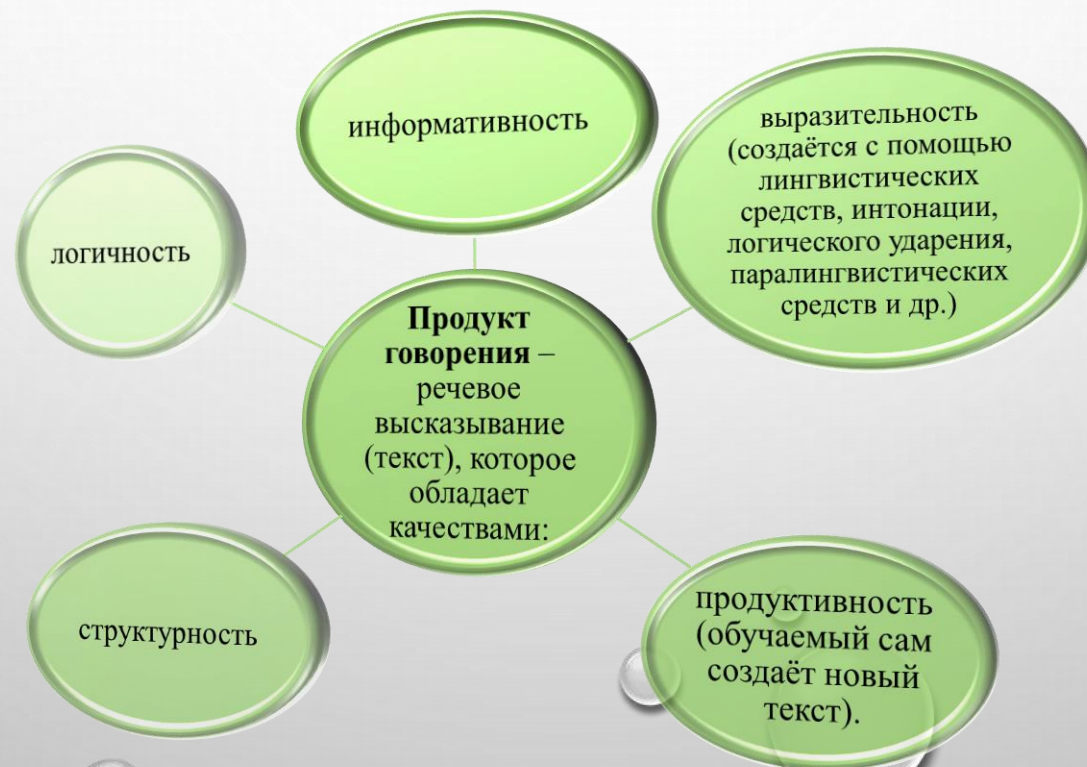 информативность
выразительность
(создаётся с помощью
лингвистических
средств, интонации,
логического ударения,
паралингвистических
средств и др.)
логичность
Продукт
говорения –
речевое
высказывание
(текст), которое
обладает
качествами:
структурность
продуктивность
(обучаемый сам
создаёт новый
текст).